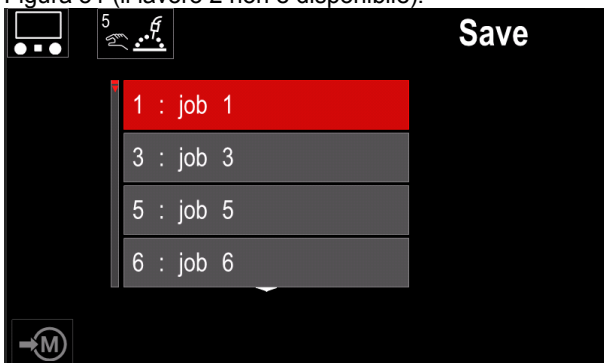 Figura 31 (il lavoro 2 non è disponibile).
5
Save
1 : job 1
3 : job 3
5 : job 5
6 : job 6
M